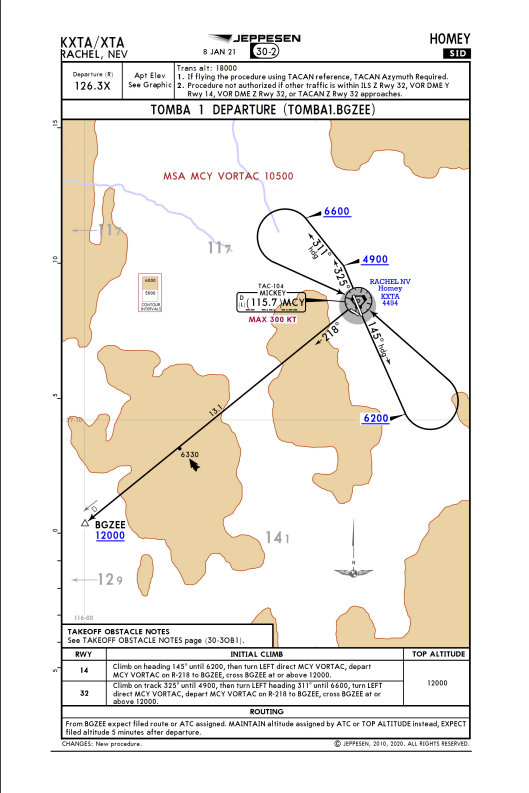 KXTA/XTA
RACHEL, NEV
JEPPESEN
8 JAN 21
30-2
HOMEY
SID
Departure (R)
126.3X
Apt Elev
See Graphic
Trans alt: 18000
1. If flying the procedure using TACAN reference, TACAN Azymuth Required.
2. Procedure not authorized if other traffic is within ILS Z Rwy 32, VOR DME Y
Rwy 14, VOR DME Z Rwy 32, or TACAN Z Rwy 32 approaches.
TOMBA 1 DEPARTURE (TOMBA1.BGZEE)
15
MSA MCY VORTAC 10500
6600
117
117
311°
hdg
325°
4900
10
6000
5000
CONTOUR
INTERVALS
TAC-104
MICKEY
D
(L)
(115.7)MCY
MAX 300 KT
RACHEL NV
Homey
KXTA
4494
218°
145° hdg
5
13.1
37-10
6200
6330
D
BGZEE
12000
0
141
N
129
116-00
TAKEOFF OBSTACLE NOTES
See TAKEOFF OBSTACLE NOTES page (30-3OB1).
5
RWY
INITIAL CLIMB
TOP ALTITUDE
14
Climb on heading 145° until 6200, then turn LEFT direct MCY VORTAC, depart
MCY VORTAC on R-218 to BGZEE, cross BGZEE at or above 12000.
32
Climb on track 325° until 4900, then turn LEFT heading 311° until 6600, turn LEFT
direct MCY VORTAC, depart MCY VORTAC on R-218 to BGZEE, cross BGZEE at or
above 12000.
12000
ROUTING
From BGZEE expect filed route or ATC assigned. MAINTAIN altitude assigned by ATC or TOP ALTITUDE instead, EXPECT
filed altitude 5 minutes after departure.
CHANGES: New procedure.
© JEPPESEN, 2010, 2020. ALL RIGHTS RESERVED.